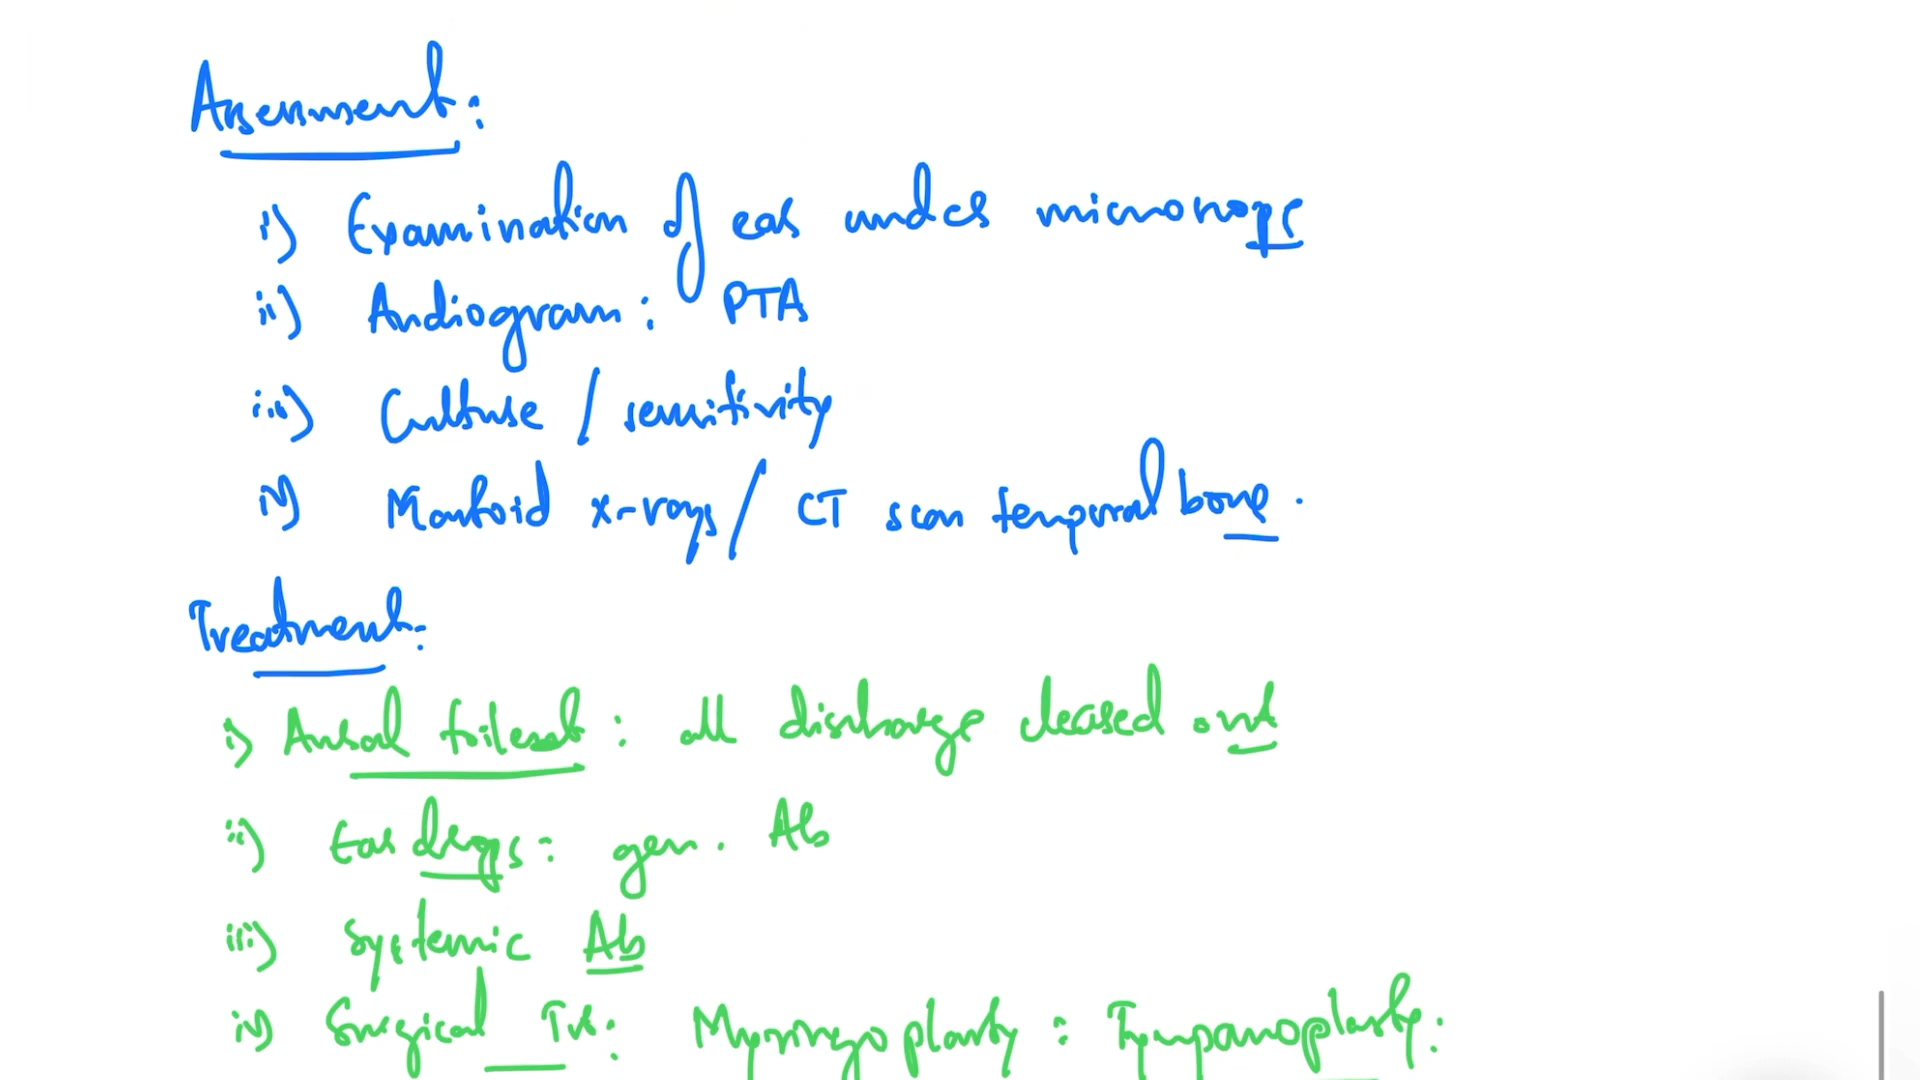 Assessment:
i) Examination of ear under microscope
ii) Audiogram: PTA
iii) Culture / sensitivity
iv) Mastoid x-rays / CT scan temporal bone.
Treatment:
i) Aural toilet: all discharge cleared out
ii) Ear drops: gen. Ab
iii) Systemic Ab
iv) Surgical Trt: Myringoplasty: Tympanoplasty: